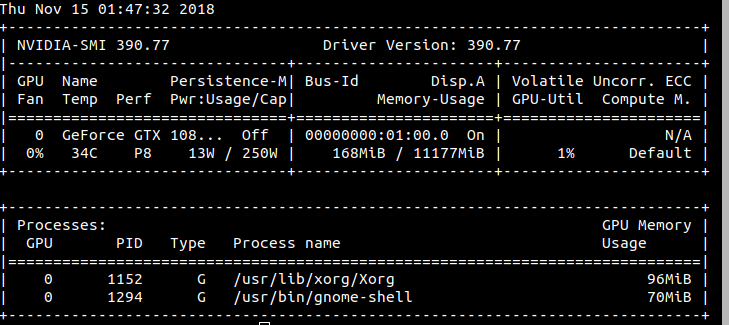 Thu Nov 15 01:47:32 2018
+-----------------------------------------------------------------------------+
| NVIDIA-SMI 390.77                 Driver Version: 390.77                    |
|-------------------------------+----------------------+----------------------+
| GPU  Name        Persistence-M| Bus-Id        Disp.A | Volatile Uncorr. ECC |
| Fan  Temp  Perf  Pwr:Usage/Cap|         Memory-Usage | GPU-Util  Compute M. |
|===============================+======================+======================|
|   0  GeForce GTX 108...  Off  | 00000000:01:00.0  On |                  N/A |
|  0%   34C    P8    13W / 250W |    168MiB / 11177MiB |      1%      Default |
+-------------------------------+----------------------+----------------------+
+-----------------------------------------------------------------------------+
| Processes:                                                       GPU Memory |
|  GPU       PID   Type   Process name                             Usage      |
|=============================================================================|
|    0      1152      G   /usr/lib/xorg/Xorg                            96MiB |
|    0      1294      G   /usr/bin/gnome-shell                          70MiB |
+-----------------------------------------------------------------------------+